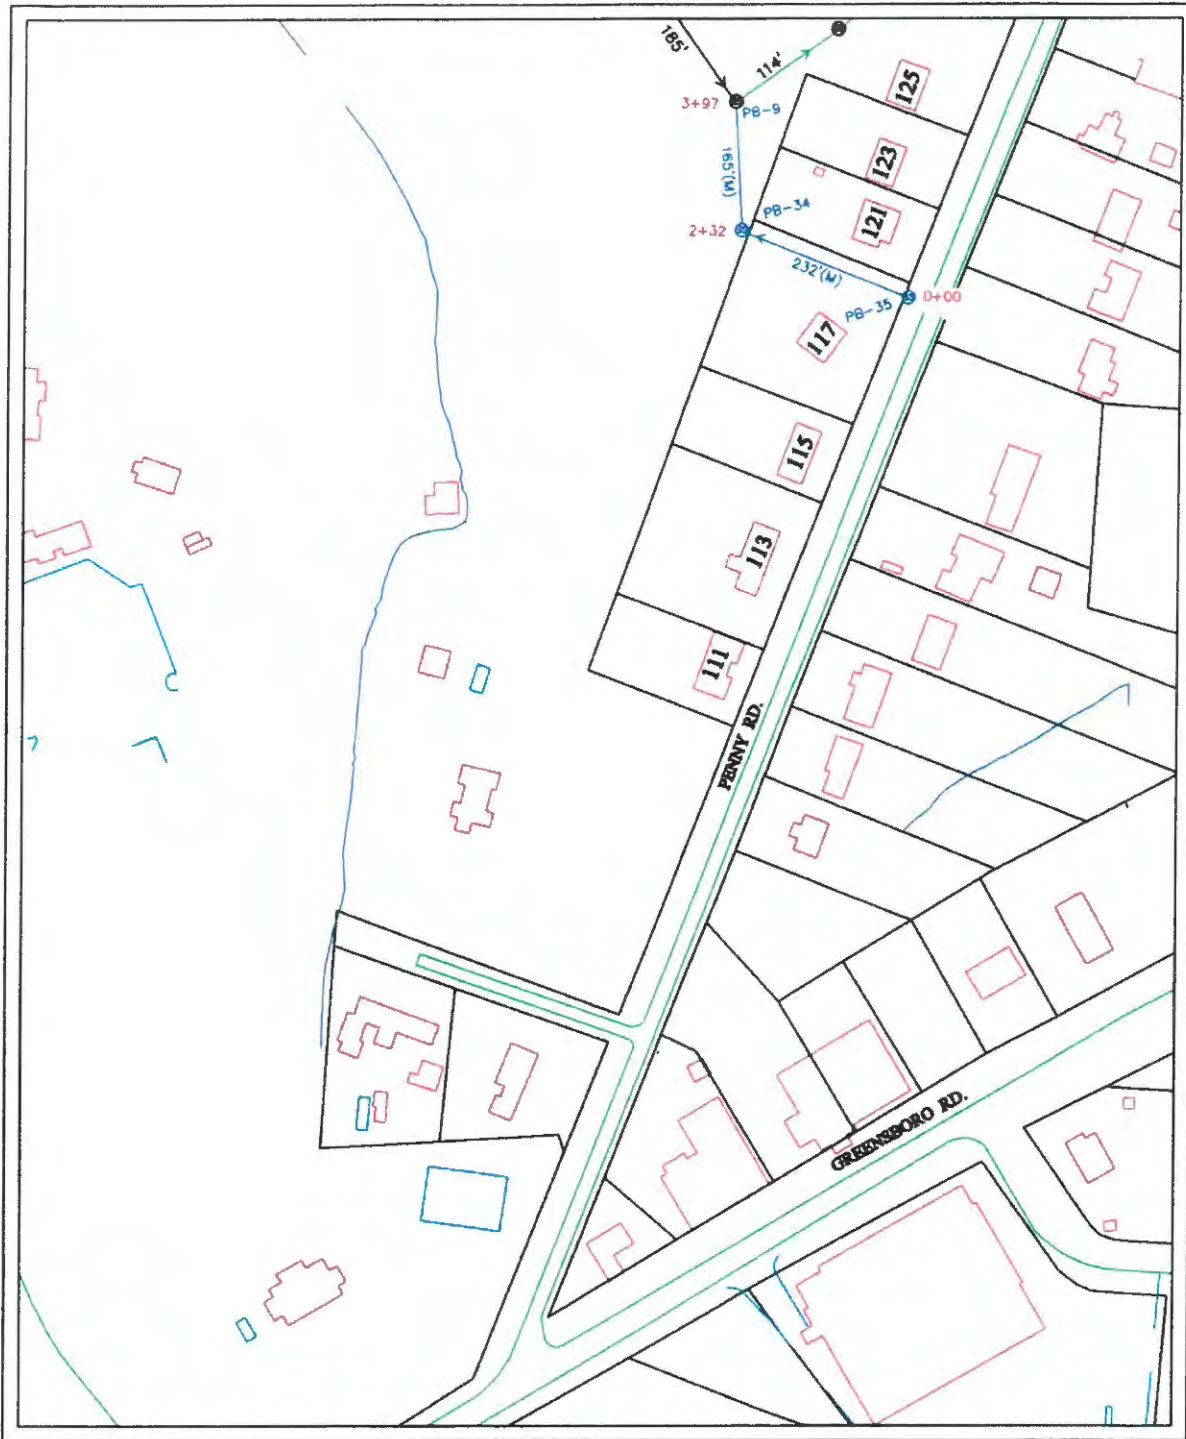 185'
114'
125
3+97
PB-9
123
165'(M)
PB-34
121
2+32
232'(M)
PB-35
0+00
117
115
113
111
PENNY RD.
GREENSBORO RD.